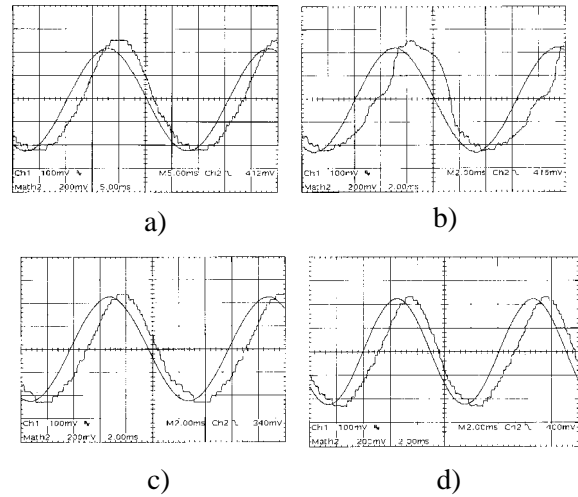 Ch1 100mV M5.00ms Ch2 412mV
Math2 200mV 5.00ms
a)
Ch1 100mV M2.00ms Ch2
Math2 200mV 2.00ms
b)
Ch1 100mV M2.00ms Ch2 340mV
Math2 200mV 2.00ms
c)
Ch1 100mV M2.00ms Ch2 400mV
Math2 200mV 2.00ms
d)